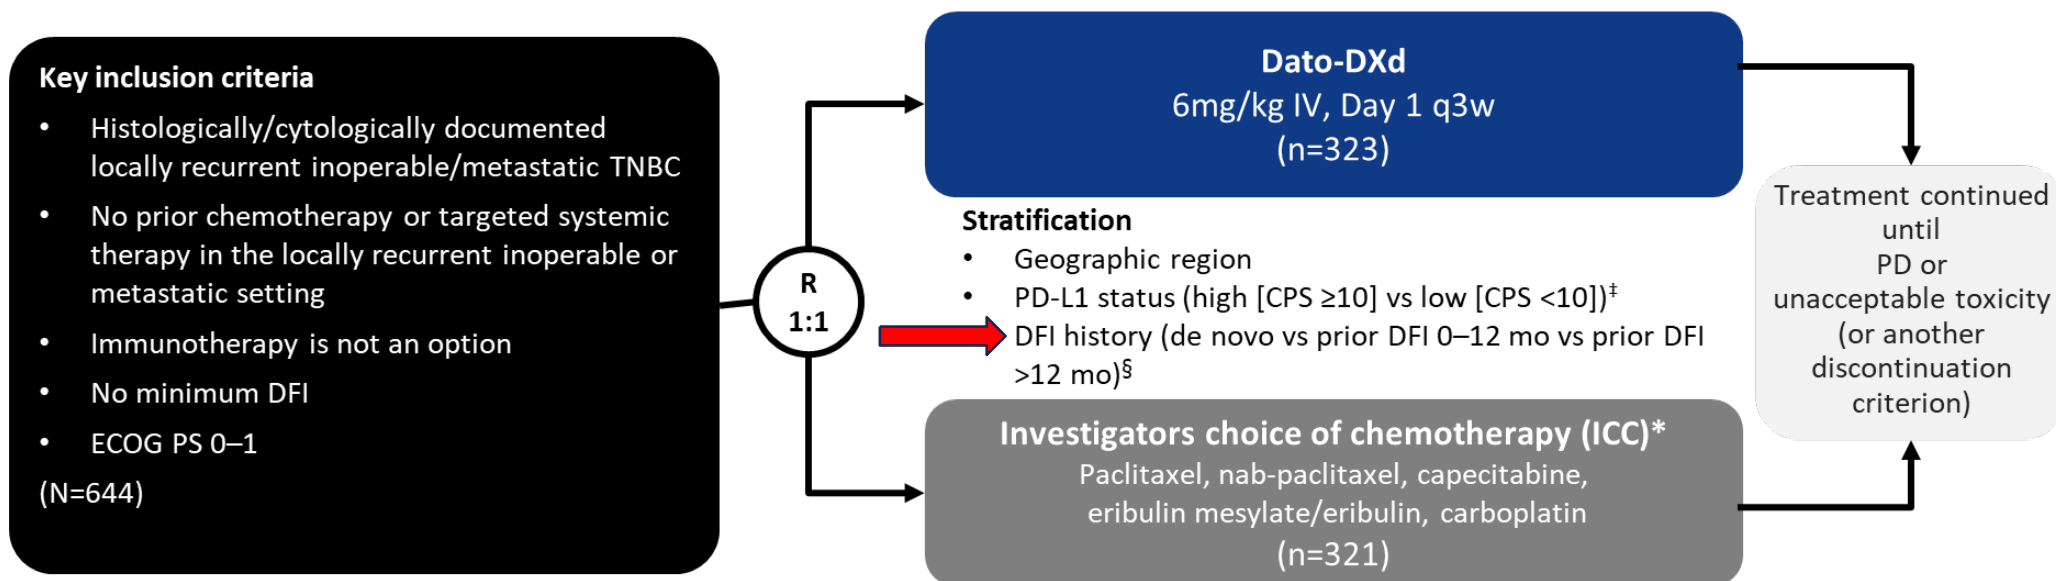 Key inclusion criteria
• Histologically/cytologically documented
locally recurrent inoperable/metastatic TNBC
• No prior chemotherapy or targeted systemic
therapy in the locally recurrent inoperable or
metastatic setting
• Immunotherapy is not an option
• No minimum DFI
• ECOG PS 0–1
(N=644)
R
1:1
Dato-DXd
6mg/kg IV, Day 1 q3w
(n=323)
Stratification
• Geographic region
• PD-L1 status (high [CPS ≥10] vs low [CPS <10])‡
• DFI history (de novo vs prior DFI 0–12 mo vs prior DFI
>12 mo)§
Investigators choice of chemotherapy (ICC)*
Paclitaxel, nab-paclitaxel, capecitabine,
eribulin mesylate/eribulin, carboplatin
(n=321)
Treatment continued
until
PD or
unacceptable toxicity
(or another
discontinuation
criterion)